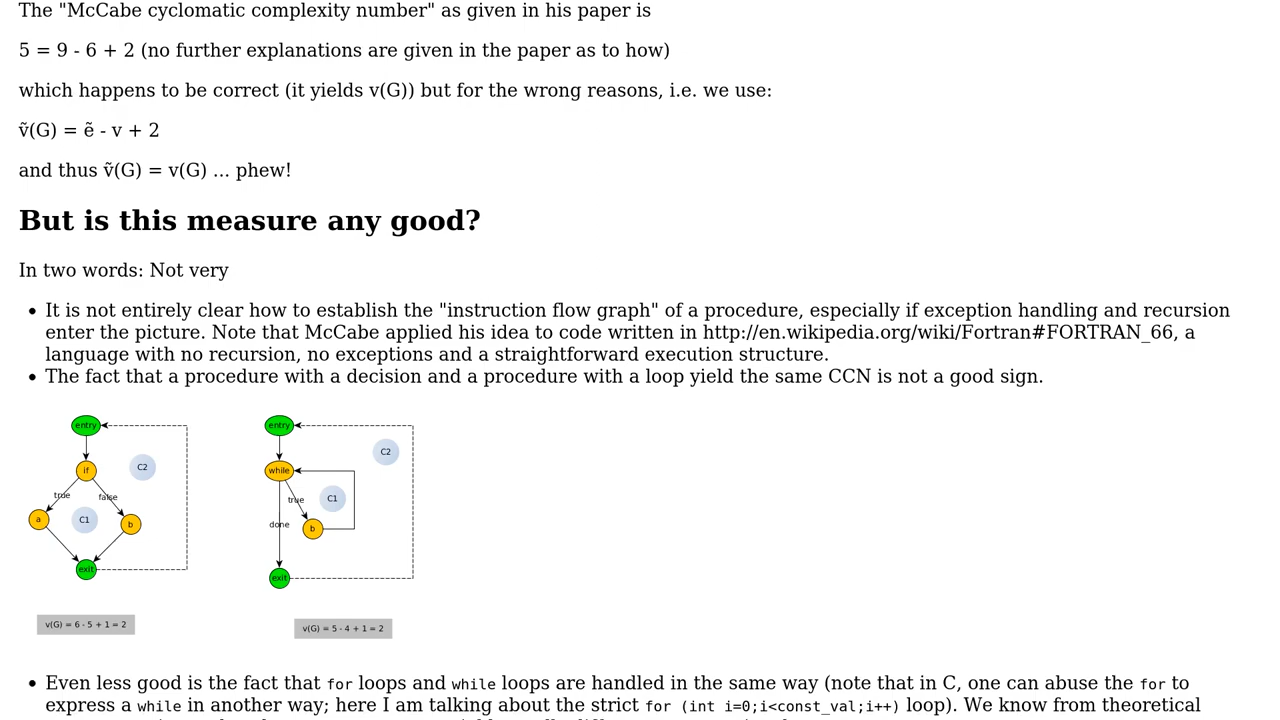 The "McCabe cyclomatic complexity number" as given in his paper is
5 = 9 - 6 + 2 (no further explanations are given in the paper as to how)
which happens to be correct (it yields v(G)) but for the wrong reasons, i.e. we use:
ṽ(G) = ẽ - v + 2
and thus ṽ(G) = v(G) ... phew!
But is this measure any good?
In two words: Not very
• It is not entirely clear how to establish the "instruction flow graph" of a procedure, especially if exception handling and recursion
enter the picture. Note that McCabe applied his idea to code written in http://en.wikipedia.org/wiki/Fortran#FORTRAN_66, a
language with no recursion, no exceptions and a straightforward execution structure.
• The fact that a procedure with a decision and a procedure with a loop yield the same CCN is not a good sign.
entry
C2
if
true
false
a
C1
b
exit
v(G) = 6 - 5 + 1 = 2
entry
C2
while
true
C1
done
b
exit
v(G) = 5 - 4 + 1 = 2
• Even less good is the fact that for loops and while loops are handled in the same way (note that in C, one can abuse the for to
express a while in another way; here I am talking about the strict for (int i=0;i<const_val;i++) loop). We know from theoretical